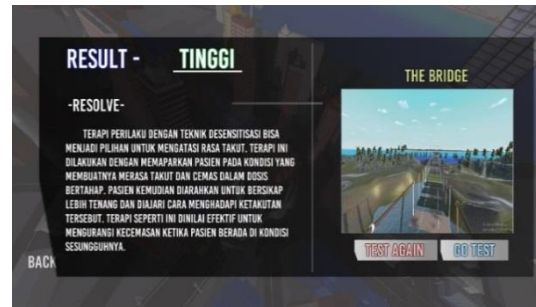 RESULT - TINGGI
-RESOLVE-
TERAPI PERILAKU DENGAN TEKNIK DESENSITISASI BISA
MENJADI PILIHAN UNTUK MENGATASI RASA TAKUT. TERAPI INI
DILAKUKAN DENGAN MEMAPARKAN PASIEN PADA KONDISI YANG
MEMBUATNYA MERASA TAKUT DAN CEMAS DALAM DOSIS
BERTAHAP. PASIEN KEMUDIAN DIARAHKAN UNTUK BERSIKAP
LEBIH TENANG DAN DIAJARI CARA MENGHADAPI KETAKUTAN
TERSEBUT. TERAPI SEPERTI INI DINILAI EFEKTIF UNTUK
MENGURANGI KECEMASAN KETIKA PASIEN BERADA DI KONDISI
SESUNGGUHNYA.
BACK
THE BRIDGE
TEST AGAIN
GO TEST